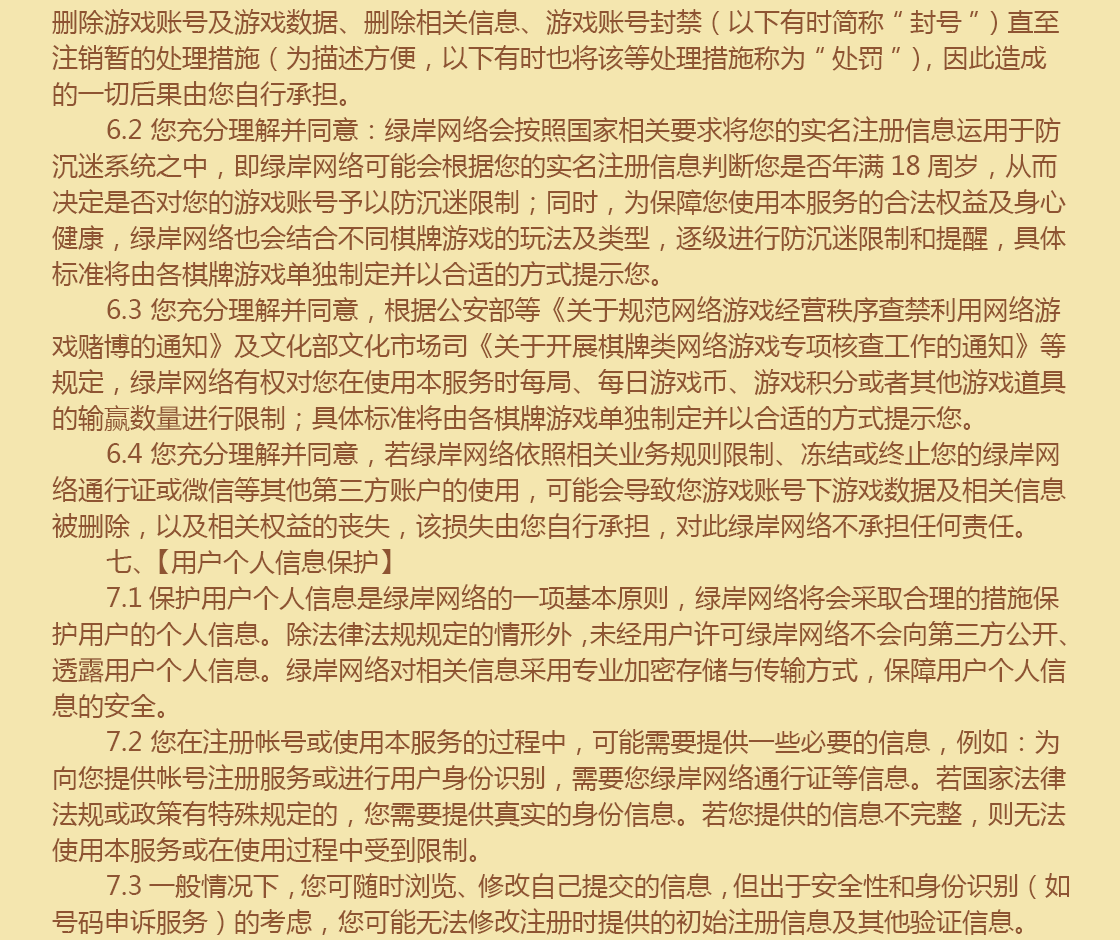 删除游戏账号及游戏数据、删除相关信息、游戏账号封禁（以下有时简称“封号”）直至
注销暂的处理措施（为描述方便，以下有时也将该等处理措施称为“处罚”），因此造成
的一切后果由您自行承担。
6.2 您充分理解并同意：绿岸网络会按照国家相关要求将您的实名注册信息运用于防
沉迷系统之中，即绿岸网络可能会根据您的实名注册信息判断您是否年满 18 周岁，从而
决定是否对您的游戏账号予以防沉迷限制；同时，为保障您使用本服务的合法权益及身心
健康，绿岸网络也会结合不同棋牌游戏的玩法及类型，逐级进行防沉迷限制和提醒，具体
标准将由各棋牌游戏单独制定并以合适的方式提示您。
6.3 您充分理解并同意，根据公安部等《关于规范网络游戏经营秩序查禁利用网络游
戏赌博的通知》及文化部文化市场司《关于开展棋牌类网络游戏专项核查工作的通知》等
规定，绿岸网络有权对您在使用本服务时每局、每日游戏币、游戏积分或者其他游戏道具
的输赢数量进行限制；具体标准将由各棋牌游戏单独制定并以合适的方式提示您。
6.4 您充分理解并同意，若绿岸网络依照相关业务规则限制、冻结或终止您的绿岸网
络通行证或微信等其他第三方账户的使用，可能会导致您游戏账号下游戏数据及相关信息
被删除，以及相关权益的丧失，该损失由您自行承担，对此绿岸网络不承担任何责任。
七、【用户个人信息保护】
7.1 保护用户个人信息是绿岸网络的一项基本原则，绿岸网络将会采取合理的措施保
护用户的个人信息。除法律法规规定的情形外，未经用户许可绿岸网络不会向第三方公开、
透露用户个人信息。绿岸网络对相关信息采用专业加密存储与传输方式，保障用户个人信
息的安全。
7.2 您在注册帐号或使用本服务的过程中，可能需要提供一些必要的信息，例如：为
向您提供帐号注册服务或进行用户身份识别，需要您绿岸网络通行证等信息。若国家法律
法规或政策有特殊规定的，您需要提供真实的身份信息。若您提供的信息不完整，则无法
使用本服务或在使用过程中受到限制。
7.3 一般情况下，您可随时浏览、修改自己提交的信息，但出于安全性和身份识别（如
号码申诉服务）的考虑，您可能无法修改注册时提供的初始注册信息及其他验证信息。